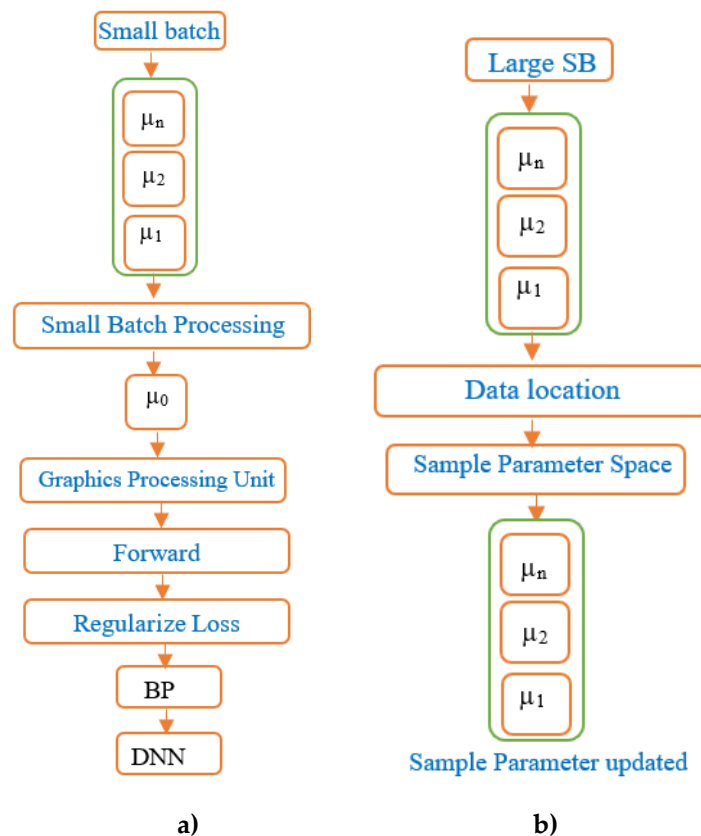 Small batch
μn
μ2
μ1
Small Batch Processing
μ0
Graphics Processing Unit
Forward
Regularize Loss
BP
DNN
a)
Large SB
μn
μ2
μ1
Data location
Sample Parameter Space
μn
μ2
μ1
Sample Parameter updated
b)